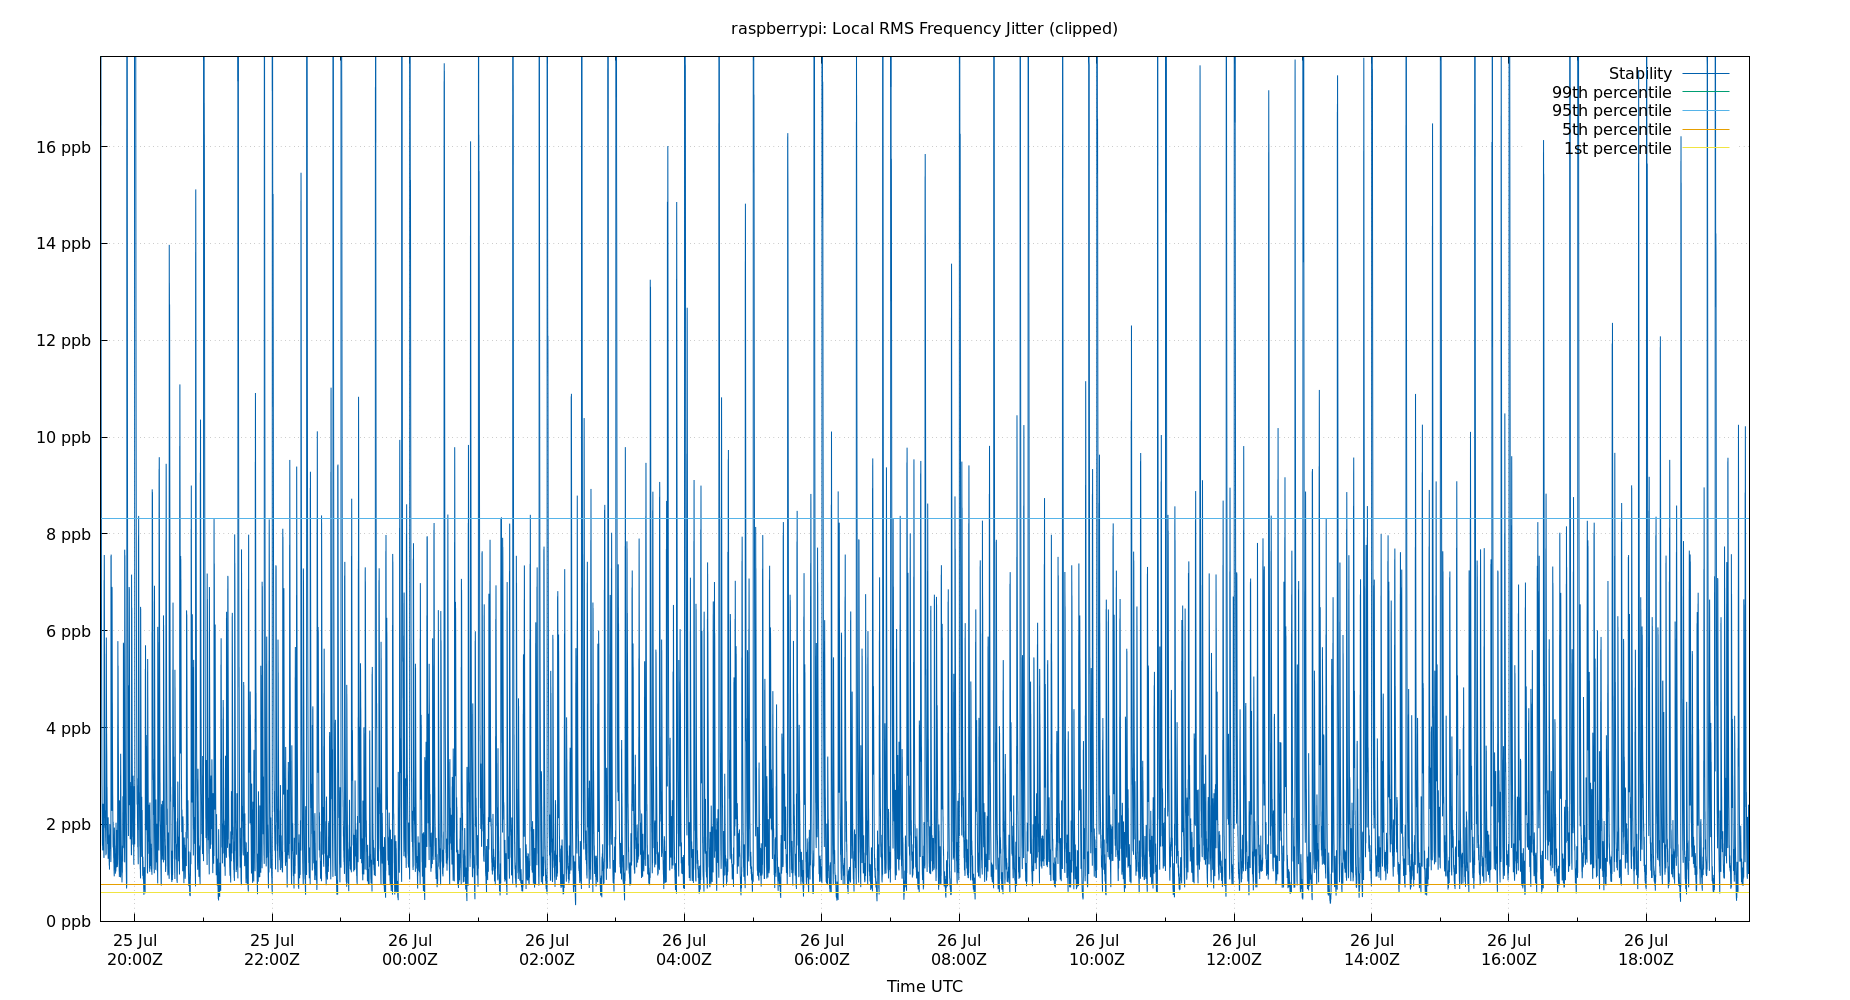 raspberrypi: Local RMS Frequency Jitter (clipped)
Stability
99th percentile
95th percentile
5th percentile
1st percentile
16 ppb
14 ppb
12 ppb
10 ppb
8 ppb
6 ppb
4 ppb
2 ppb
0 ppb
25 Jul 25 Jul 26 Jul 26 Jul 26 Jul 26 Jul 26 Jul 26 Jul 26 Jul 26 Jul 26 Jul 26 Jul
20:00Z 22:00Z 00:00Z 02:00Z 04:00Z 06:00Z 08:00Z 10:00Z 12:00Z 14:00Z 16:00Z 18:00Z
Time UTC